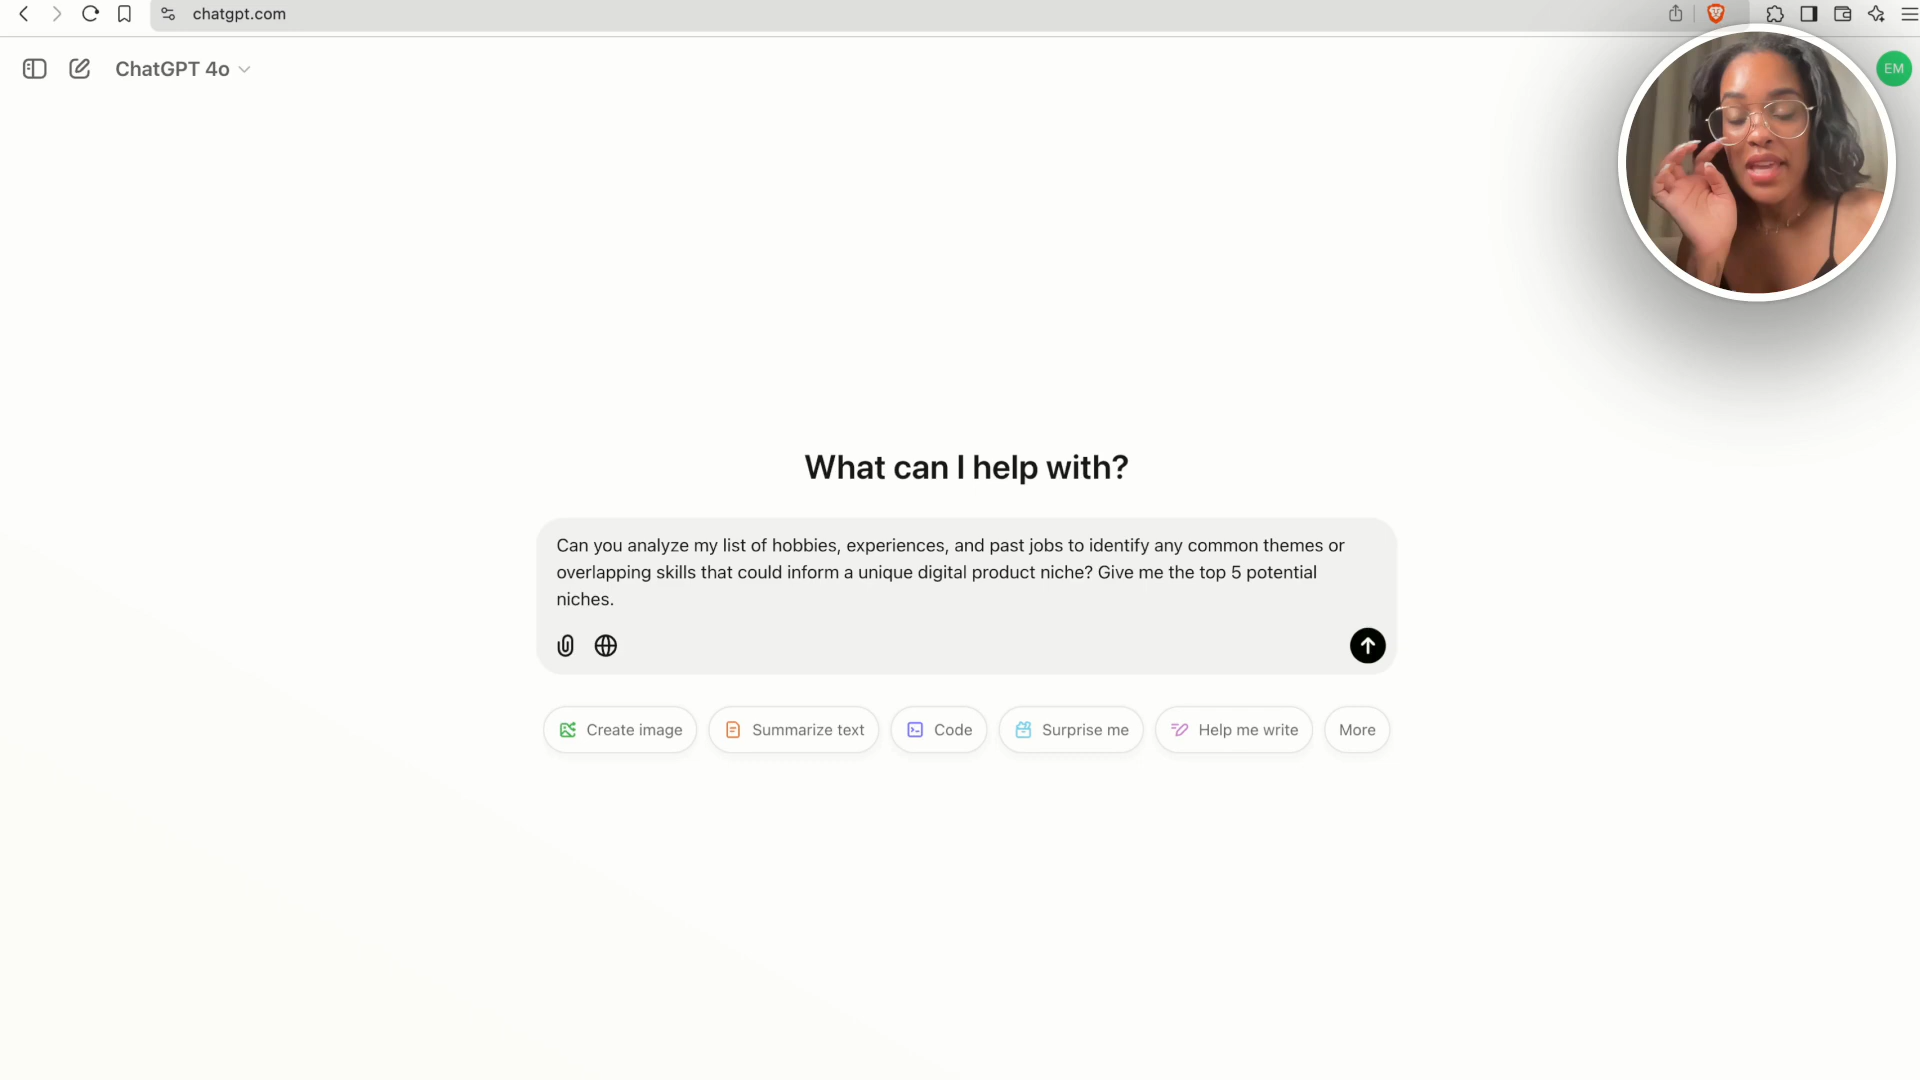 chatgpt.com
ChatGPT 4o
EM
What can I help with?
Can you analyze my list of hobbies, experiences, and past jobs to identify any common themes or
overlapping skills that could inform a unique digital product niche? Give me the top 5 potential
niches.
Create image
Summarize text
Code
Surprise me
Help me write
More